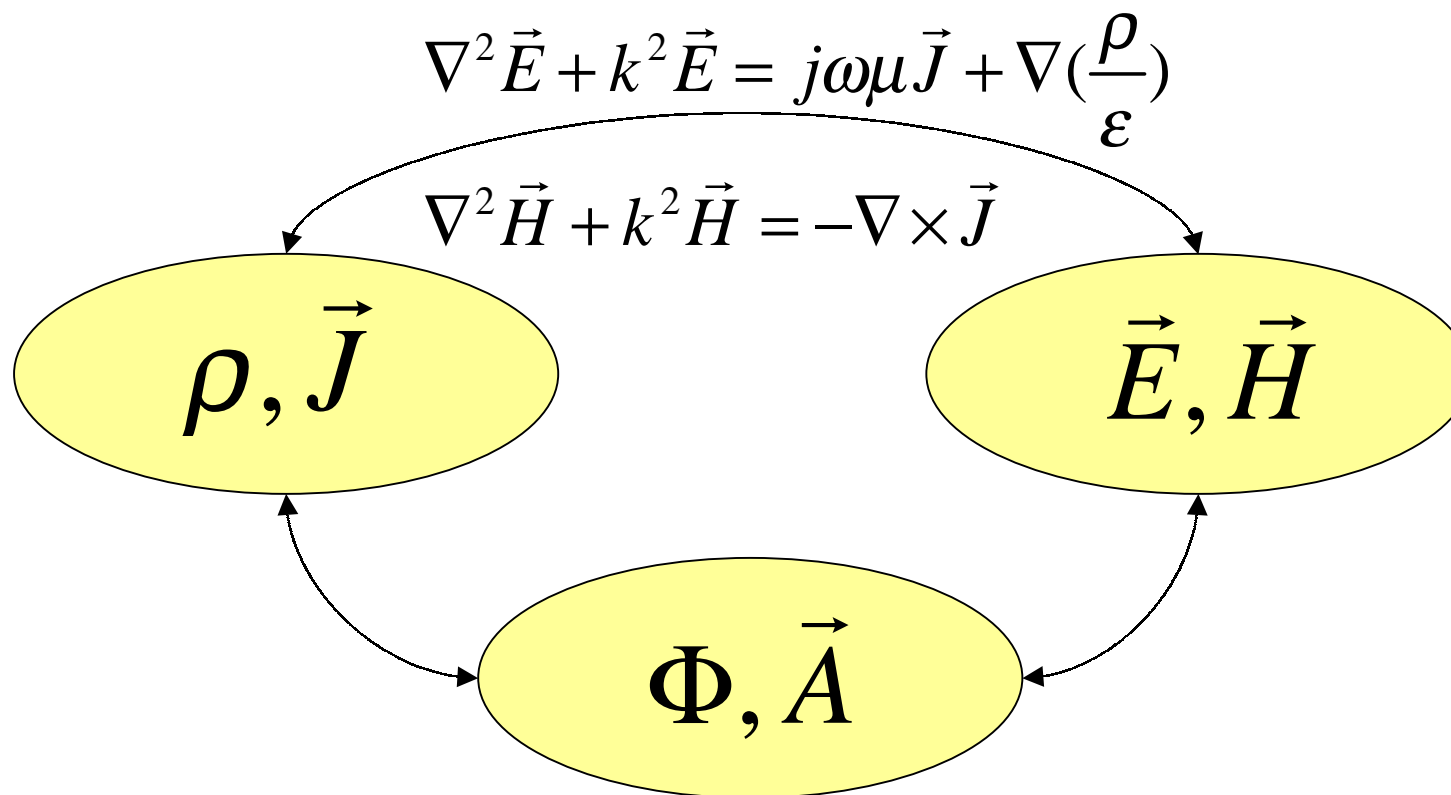 ∇²E⃗ + k²E⃗ = jωμJ⃗ + ∇(ρ/ε)
∇²H⃗ + k²H⃗ = −∇×J⃗
ρ, J⃗
E⃗, H⃗
Φ, A⃗